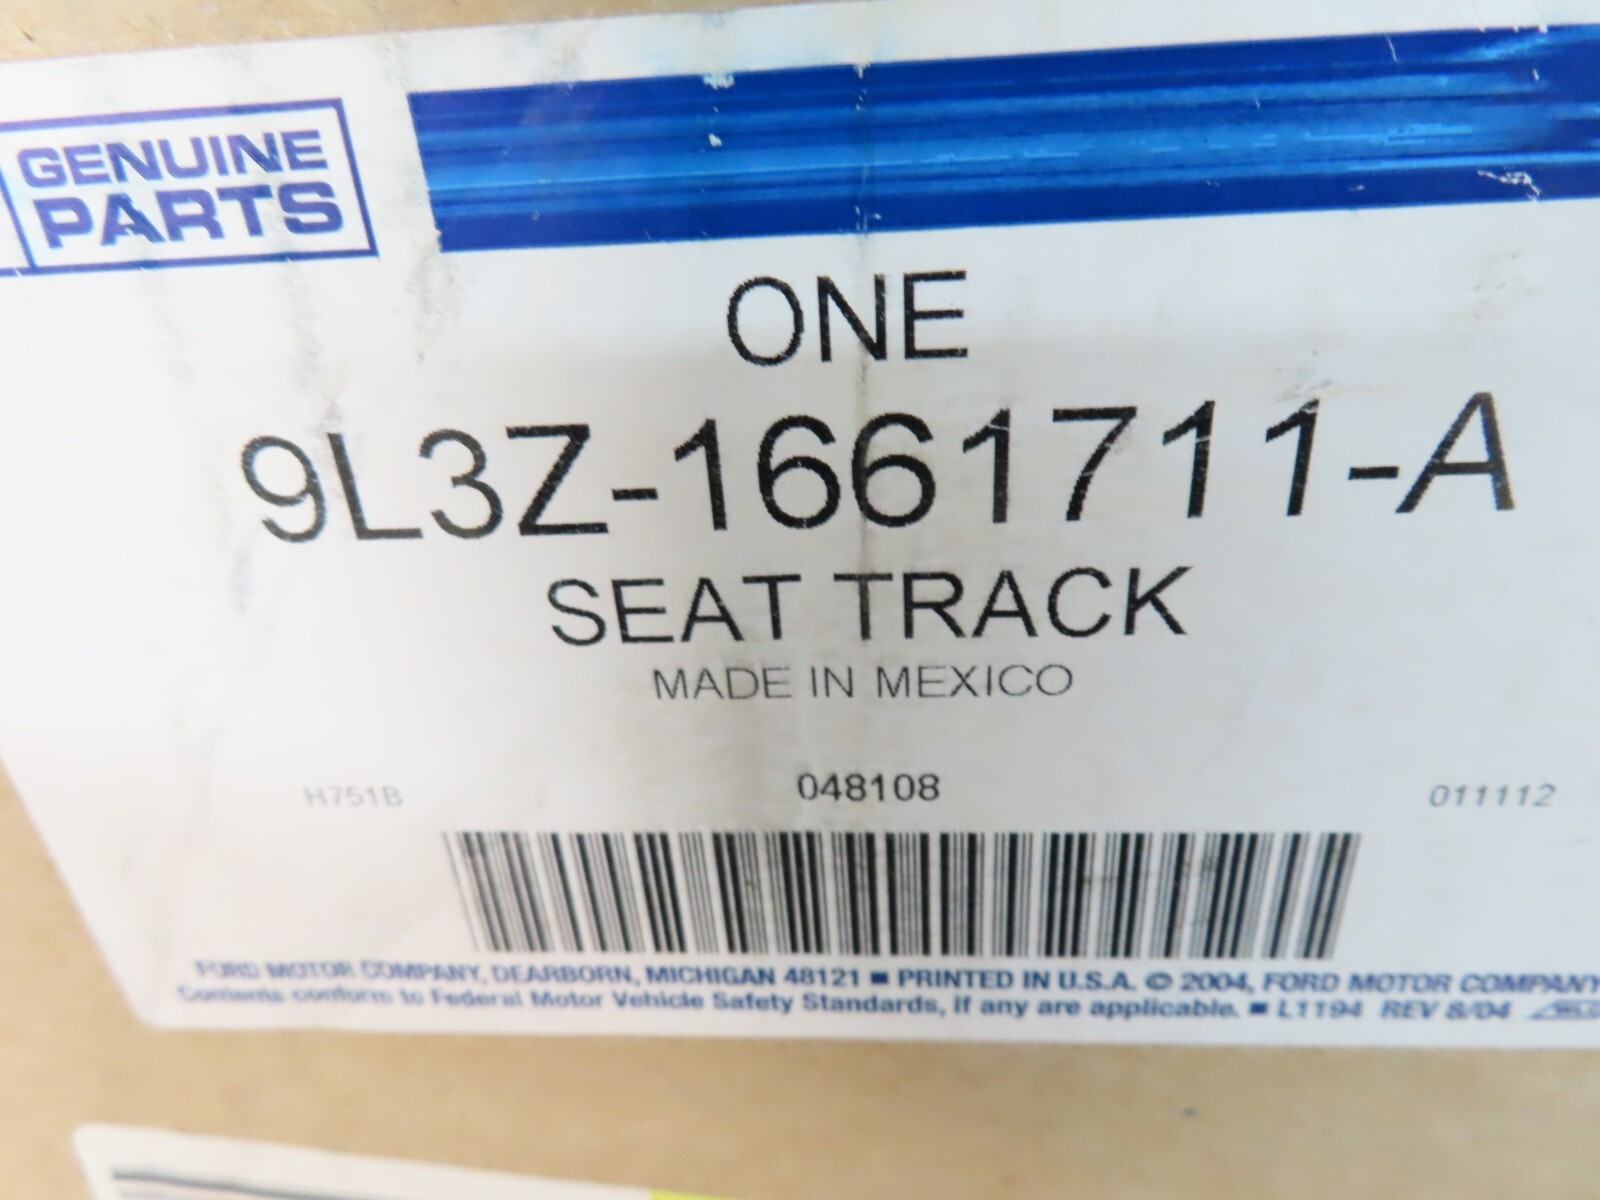 GENUINE
PARTS
ONE
9L3Z-1661711-A
SEAT TRACK
MADE IN MEXICO
H751B 048108 011112
FORD MOTOR COMPANY, DEARBORN, MICHIGAN 48121 ■ PRINTED IN U.S.A. © 2004, FORD MOTOR COMPANY
Contents conform to Federal Motor Vehicle Safety Standards, if any are applicable. ■ L1194 REV 8/04